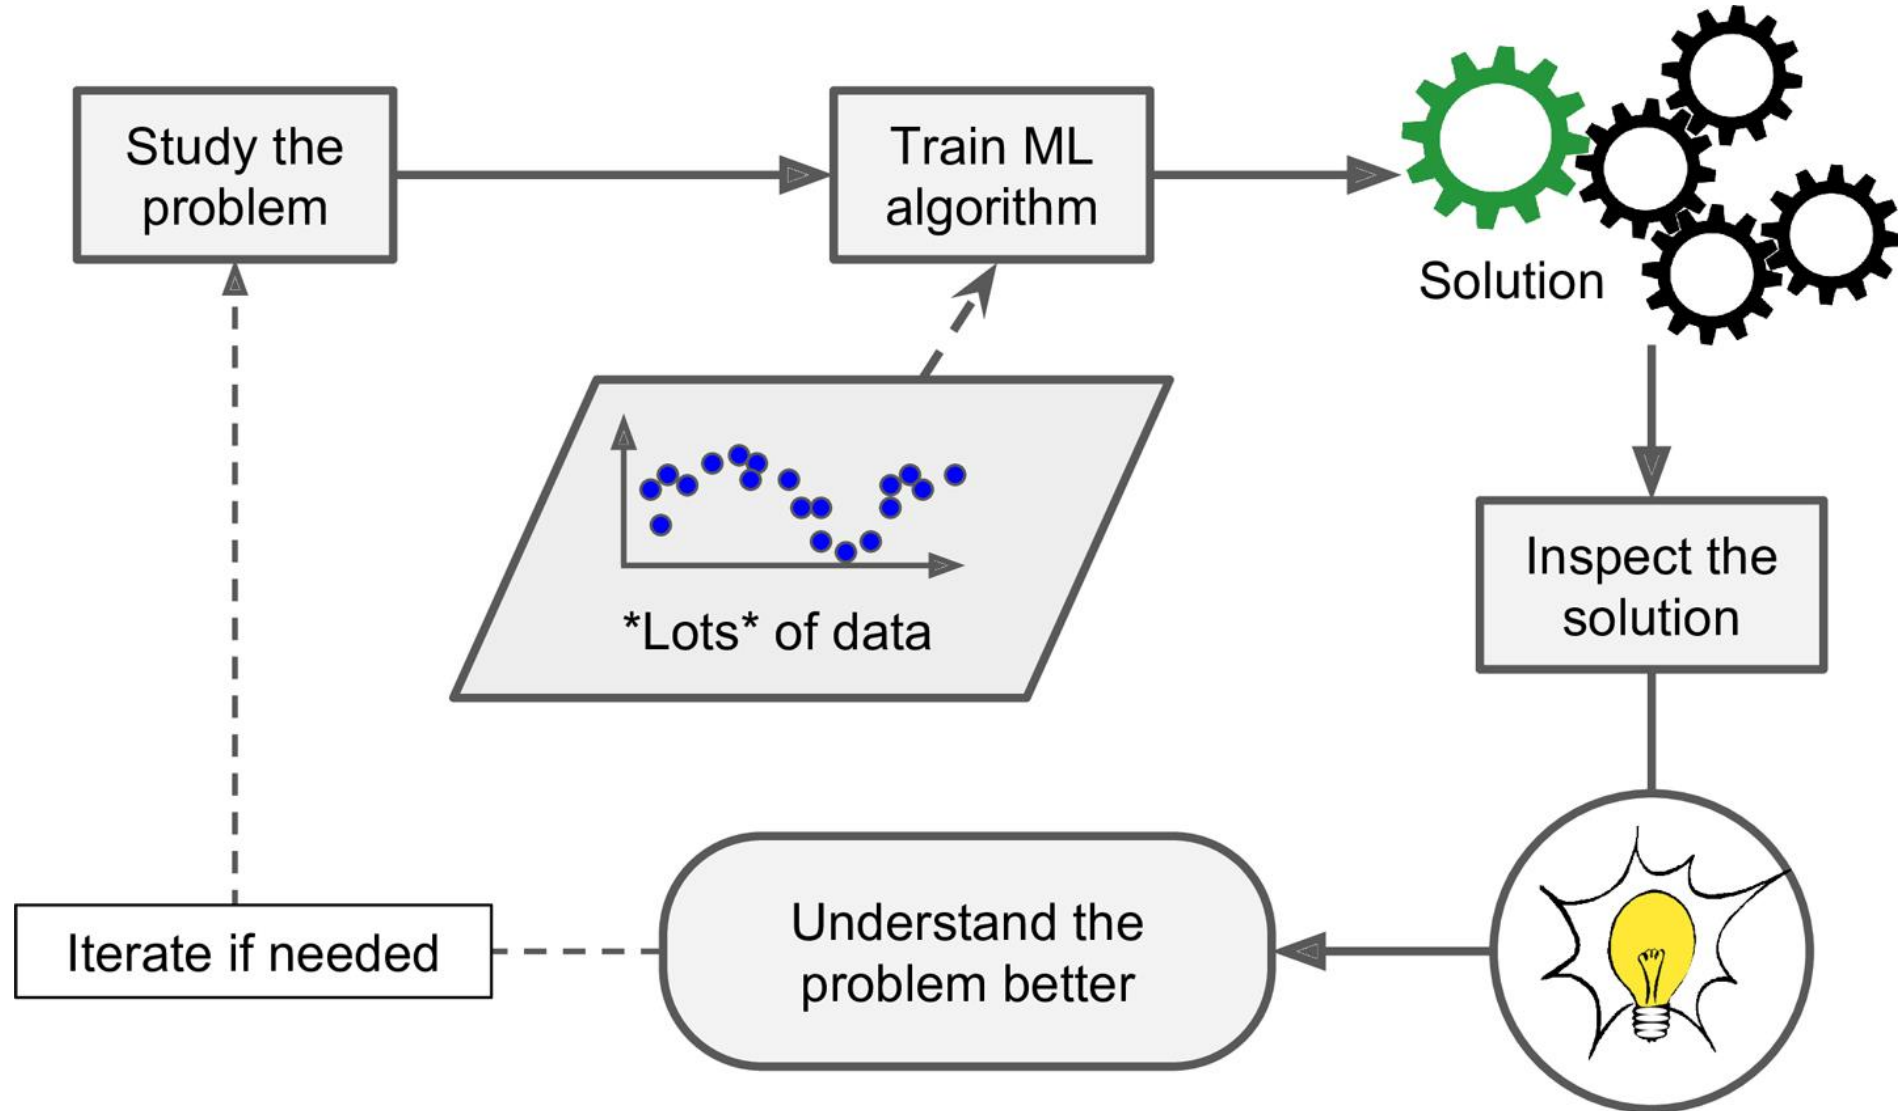 Study the
problem
Train ML
algorithm
Solution
*Lots* of data
Inspect the
solution
Understand the
problem better
Iterate if needed